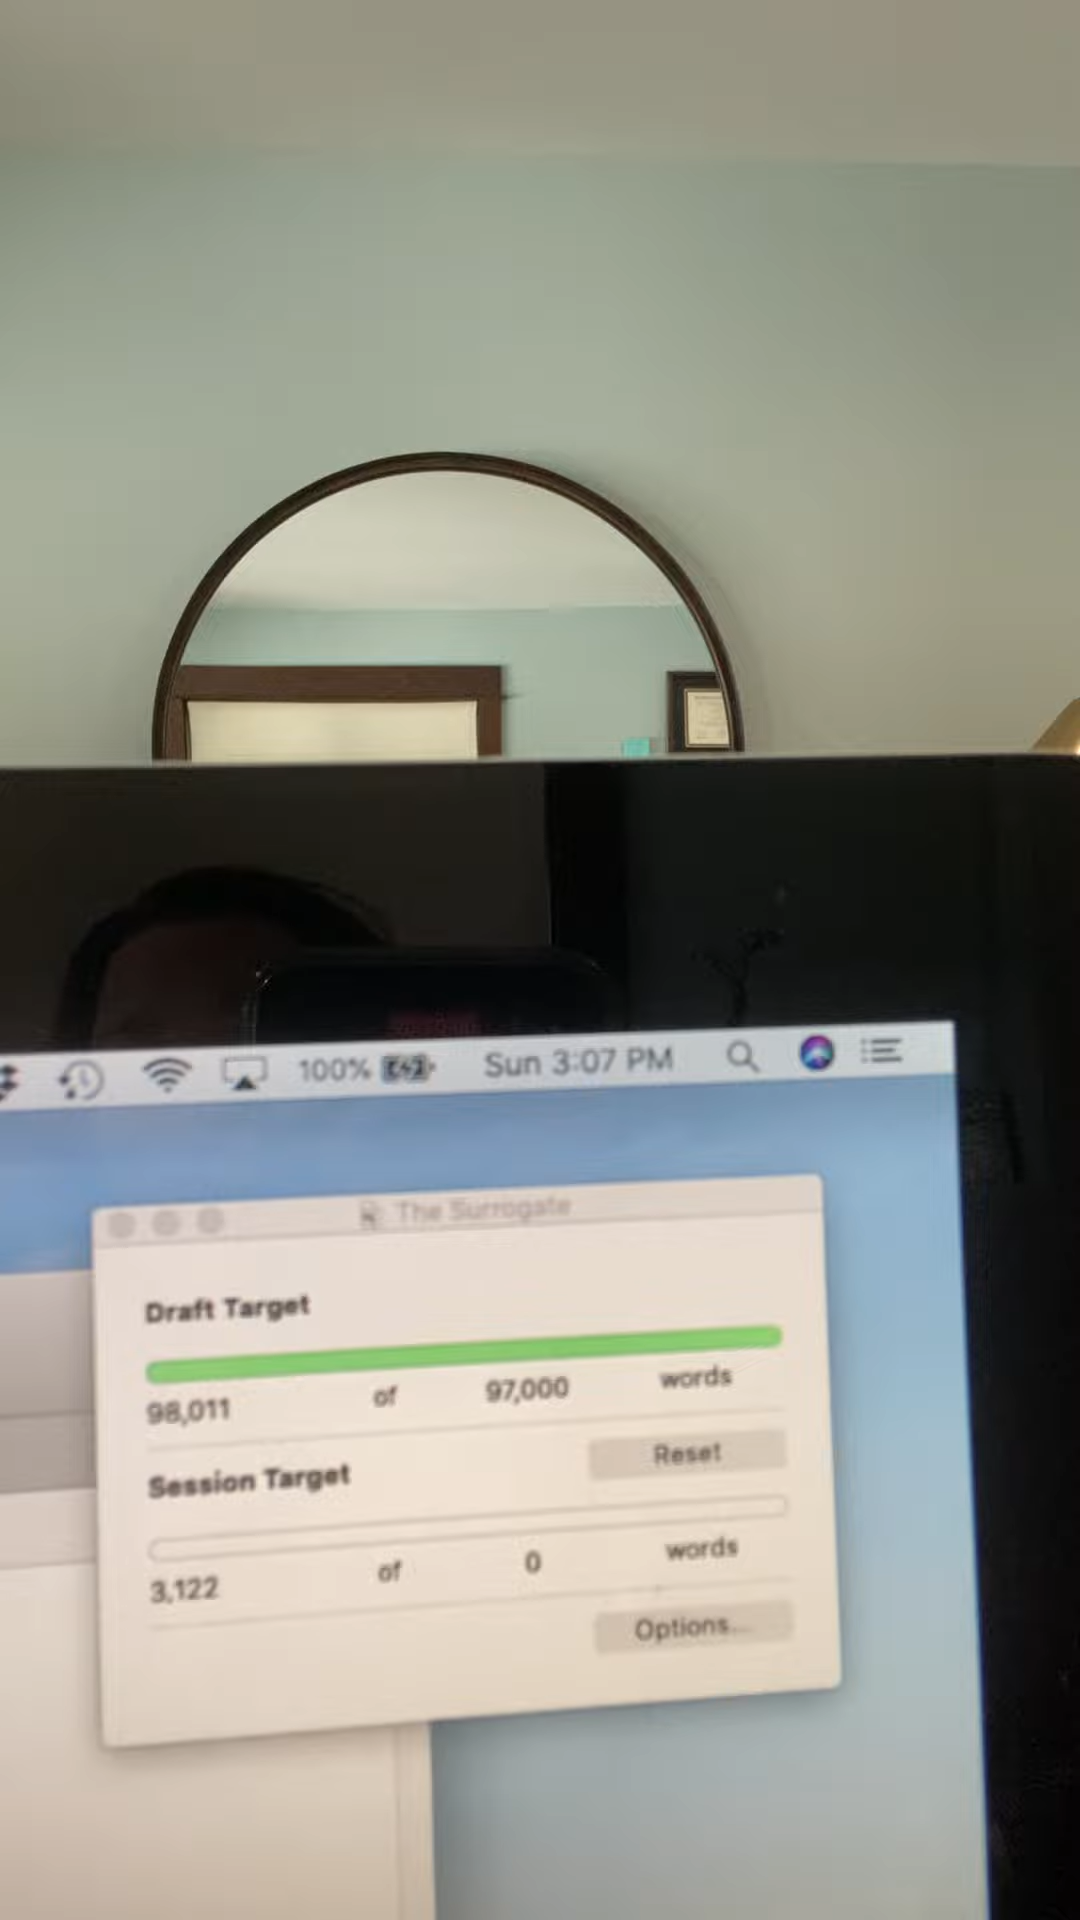 100% Sun 3:07 PM
The Surrogate
Draft Target
98,011 of 97,000 words
Reset
Session Target
3,122 of 0 words
Options...